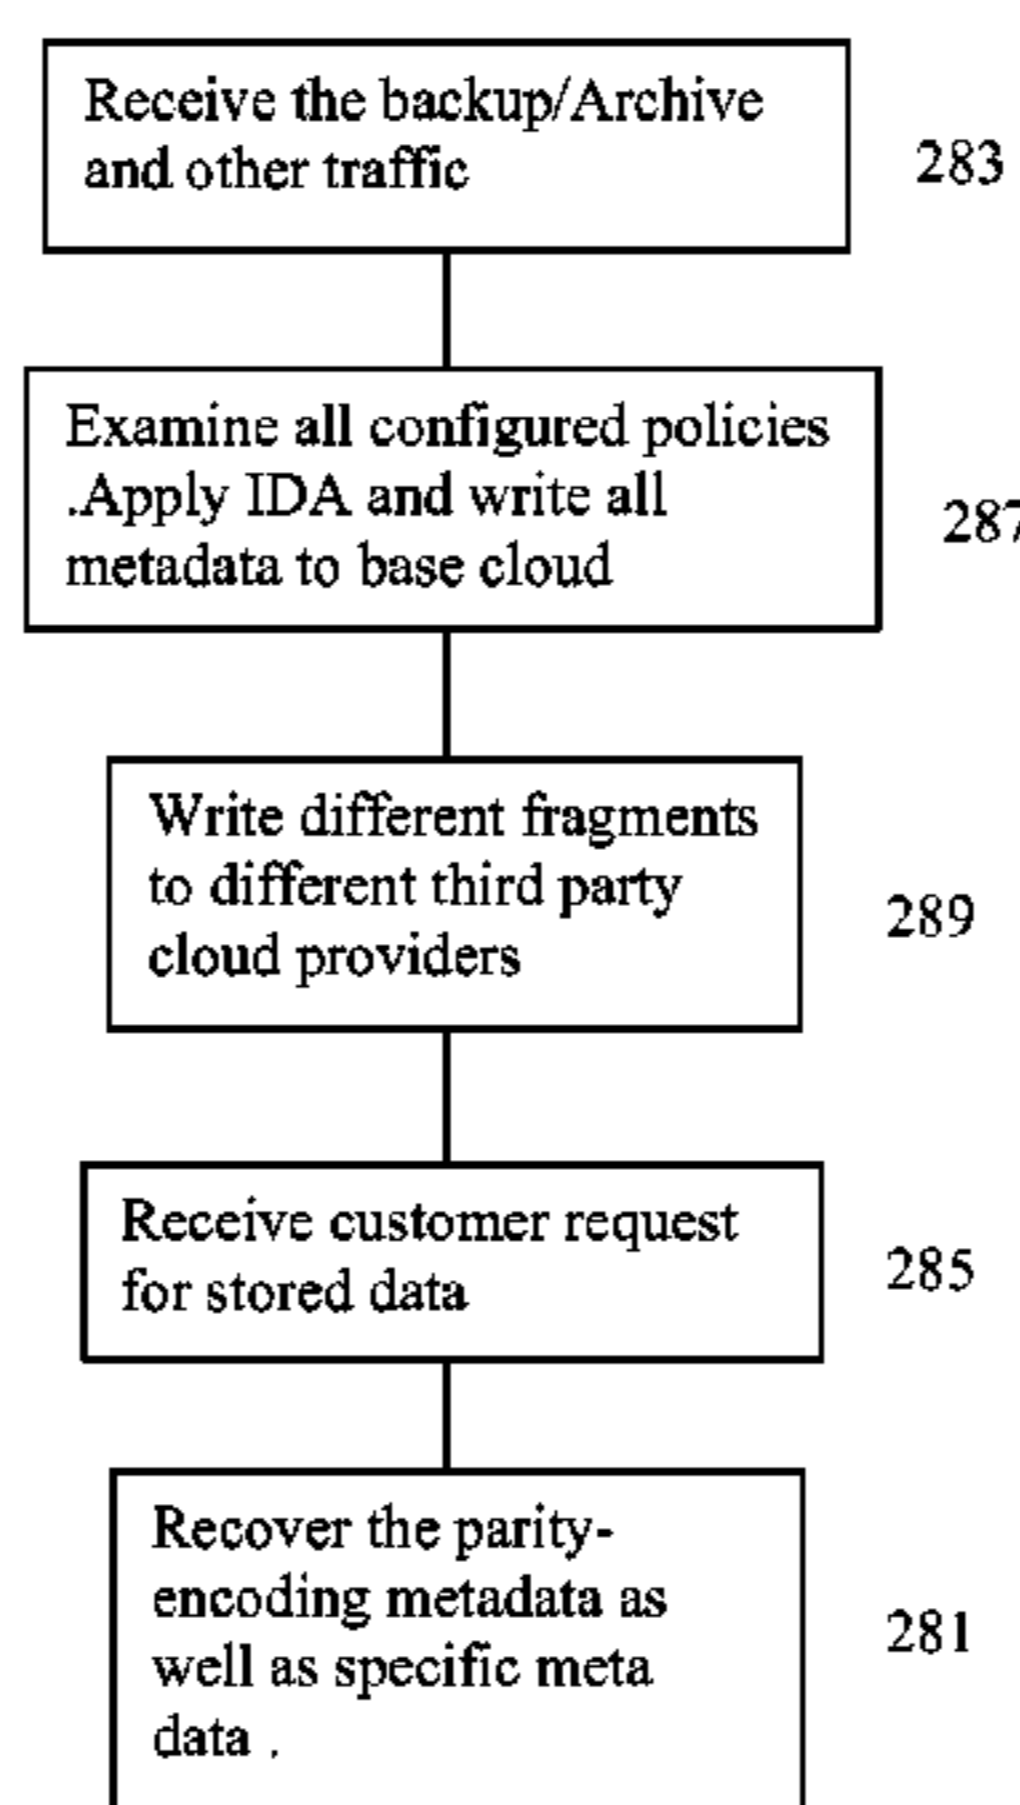 Receive the backup/Archive
and other traffic
283
Examine all configured policies
.Apply IDA and write all
metadata to base cloud
287
Write different fragments
to different third party
cloud providers
289
Receive customer request
for stored data
285
Recover the parity-
encoding metadata as
well as specific meta
data .
281